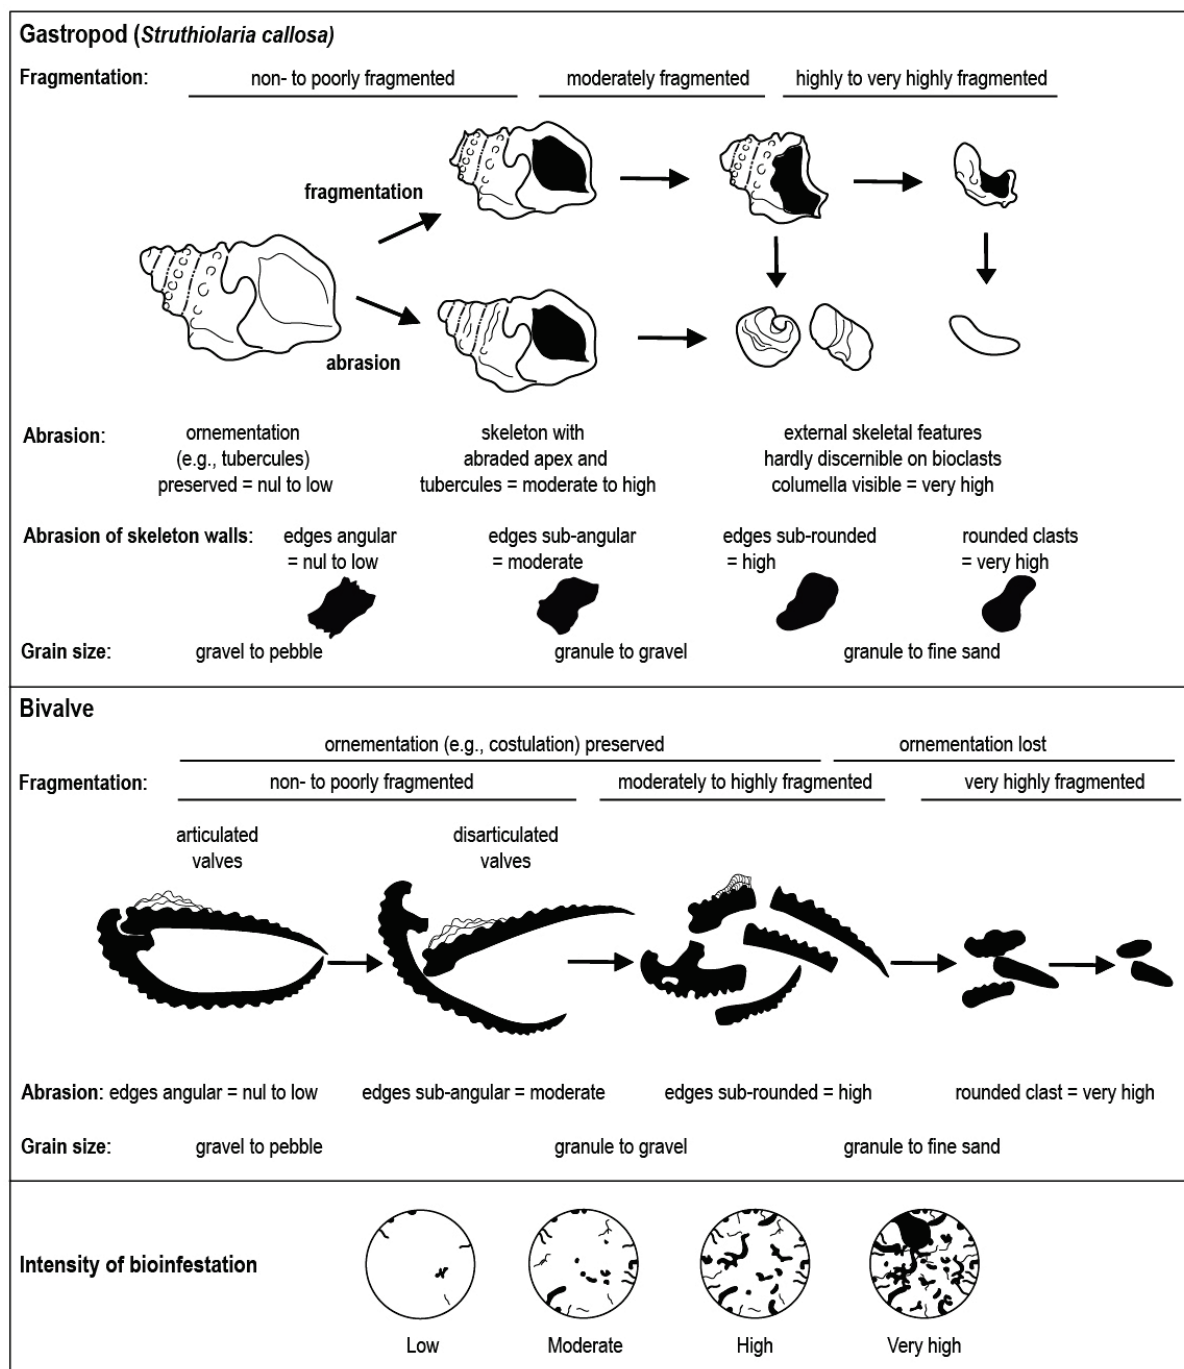 Gastropod (Struthiolaria callosa)
Fragmentation: non- to poorly fragmented moderately fragmented highly to very highly fragmented
fragmentation
abrasion
Abrasion: ornementation skeleton with external skeletal features
(e.g., tubercules) abraded apex and hardly discernible on bioclasts
preserved = nul to low tubercules = moderate to high columella visible = very high
Abrasion of skeleton walls: edges angular edges sub-angular edges sub-rounded rounded clasts
= nul to low = moderate = high = very high
Grain size: gravel to pebble granule to gravel granule to fine sand
Bivalve
ornementation (e.g., costulation) preserved ornementation lost
Fragmentation: non- to poorly fragmented moderately to highly fragmented very highly fragmented
articulated disarticulated
valves valves
Abrasion: edges angular = nul to low edges sub-angular = moderate edges sub-rounded = high rounded clast = very high
Grain size: gravel to pebble granule to gravel granule to fine sand
Intensity of bioinfestation
Low Moderate High Very high